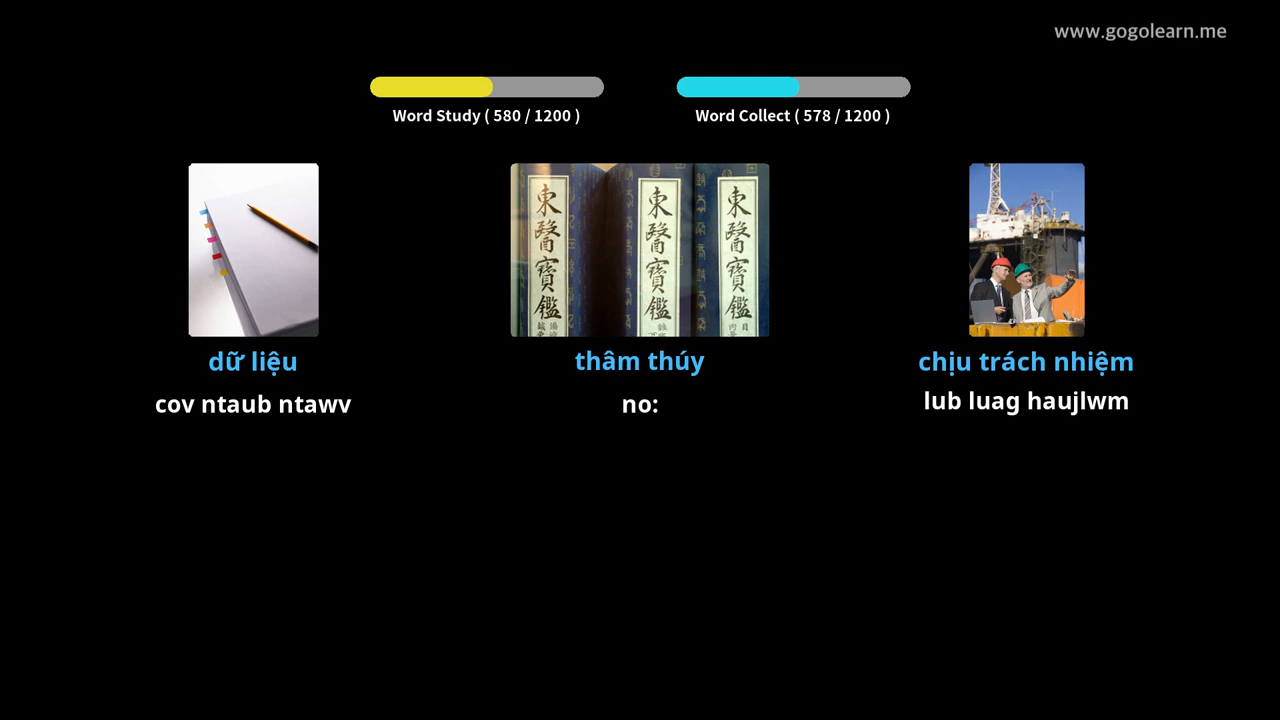 www.gogolearn.me
Word Study ( 580 / 1200 )
Word Collect ( 578 / 1200 )
東醫寶鑑
東醫寶鑑
東醫寶鑑
dữ liệu
thâm thúy
chịu trách nhiệm
cov ntaub ntawv
no:
lub luag haujlwm